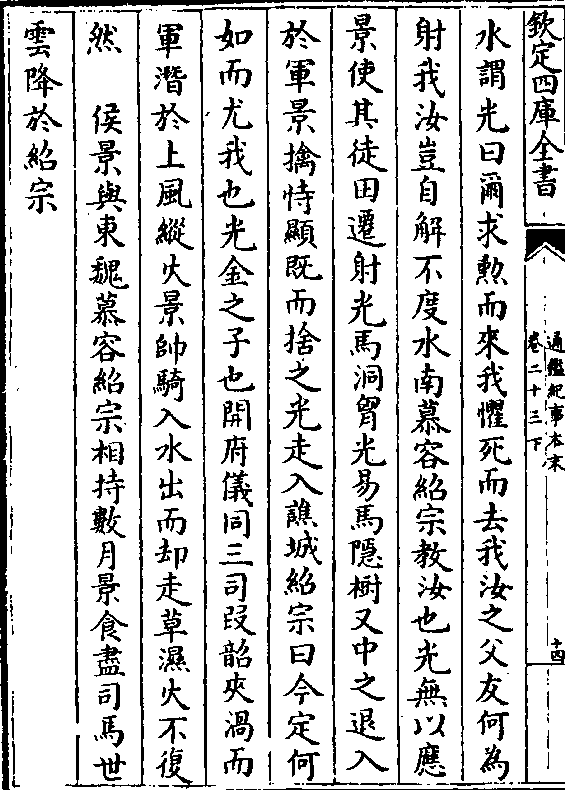 欽定四庫全書
通鑑紀事本末
卷二十三下
十四
水謂光曰爾求勲而來我懼死而去我汝之父友何為
射我汝豈自解不度水南慕容紹宗教汝也光無以應
景使其徒田遷射光馬洞胷光易馬隱樹又中之退入
於軍景擒恃顯既而捨之光走入譙城紹宗曰今定何
如而尤我也光金之子也開府儀同三司段韶夾渦而
軍潛於上風縱火景帥騎入水出而却走草濕火不復
然　侯景與東魏慕容紹宗相持數月景食盡司馬世
雲降於紹宗